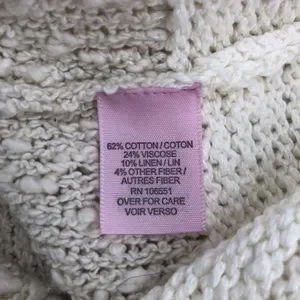 62% COTTON / COTON
24% VISCOSE
10% LINEN / LIN
4% OTHER FIBER /
AUTRES FIBER
RN 106551
OVER FOR CARE
VOIR VERSO